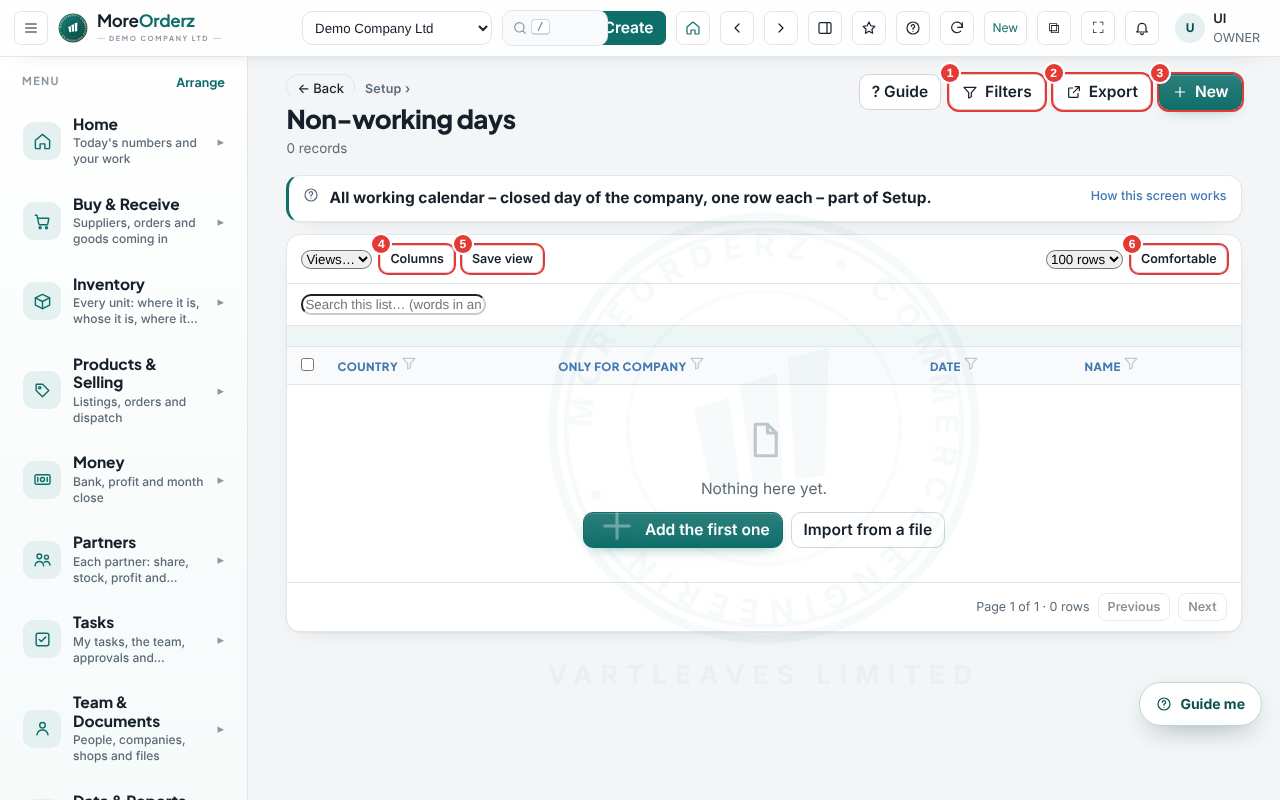 MoreOrderz
— DEMO COMPANY LTD —
Demo Company Ltd
/
Create
New
U
UI
OWNER
MENU
Arrange
Home
Today's numbers and
your work
Buy & Receive
Suppliers, orders and
goods coming in
Inventory
Every unit: where it is,
whose it is, where it...
Products &
Selling
Listings, orders and
dispatch
Money
Bank, profit and month
close
Partners
Each partner: share,
stock, profit and...
Tasks
My tasks, the team,
approvals and...
Team &
Documents
People, companies,
shops and files
Data & Reports
← Back
Setup ›
Non-working days
0 records
? Guide
1
Filters
2
Export
3
+ New
All working calendar – closed day of the company, one row each – part of Setup.
How this screen works
Views...
4
Columns
5
Save view
100 rows
6
Comfortable
Search this list... (words in an
COUNTRY
ONLY FOR COMPANY
DATE
NAME
Nothing here yet.
+ Add the first one
Import from a file
Page 1 of 1 · 0 rows
Previous
Next
MOREORDERZ • COMMERCE ENGINEERING •
VARTLEAVES LIMITED
Guide me